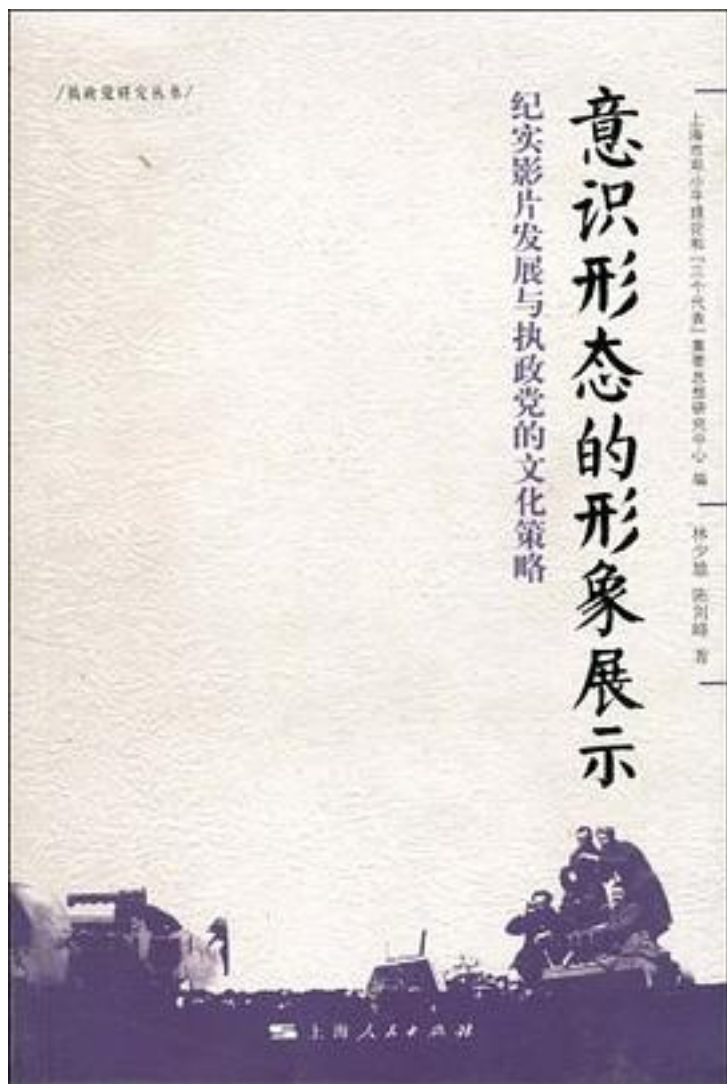 /执政党研究丛书/
意识形态的形象展示
纪实影片发展与执政党的文化策略
上海市邓小平理论和“三个代表”重要思想研究中心 编
林少雄 陈剑峰 著
上海人民出版社